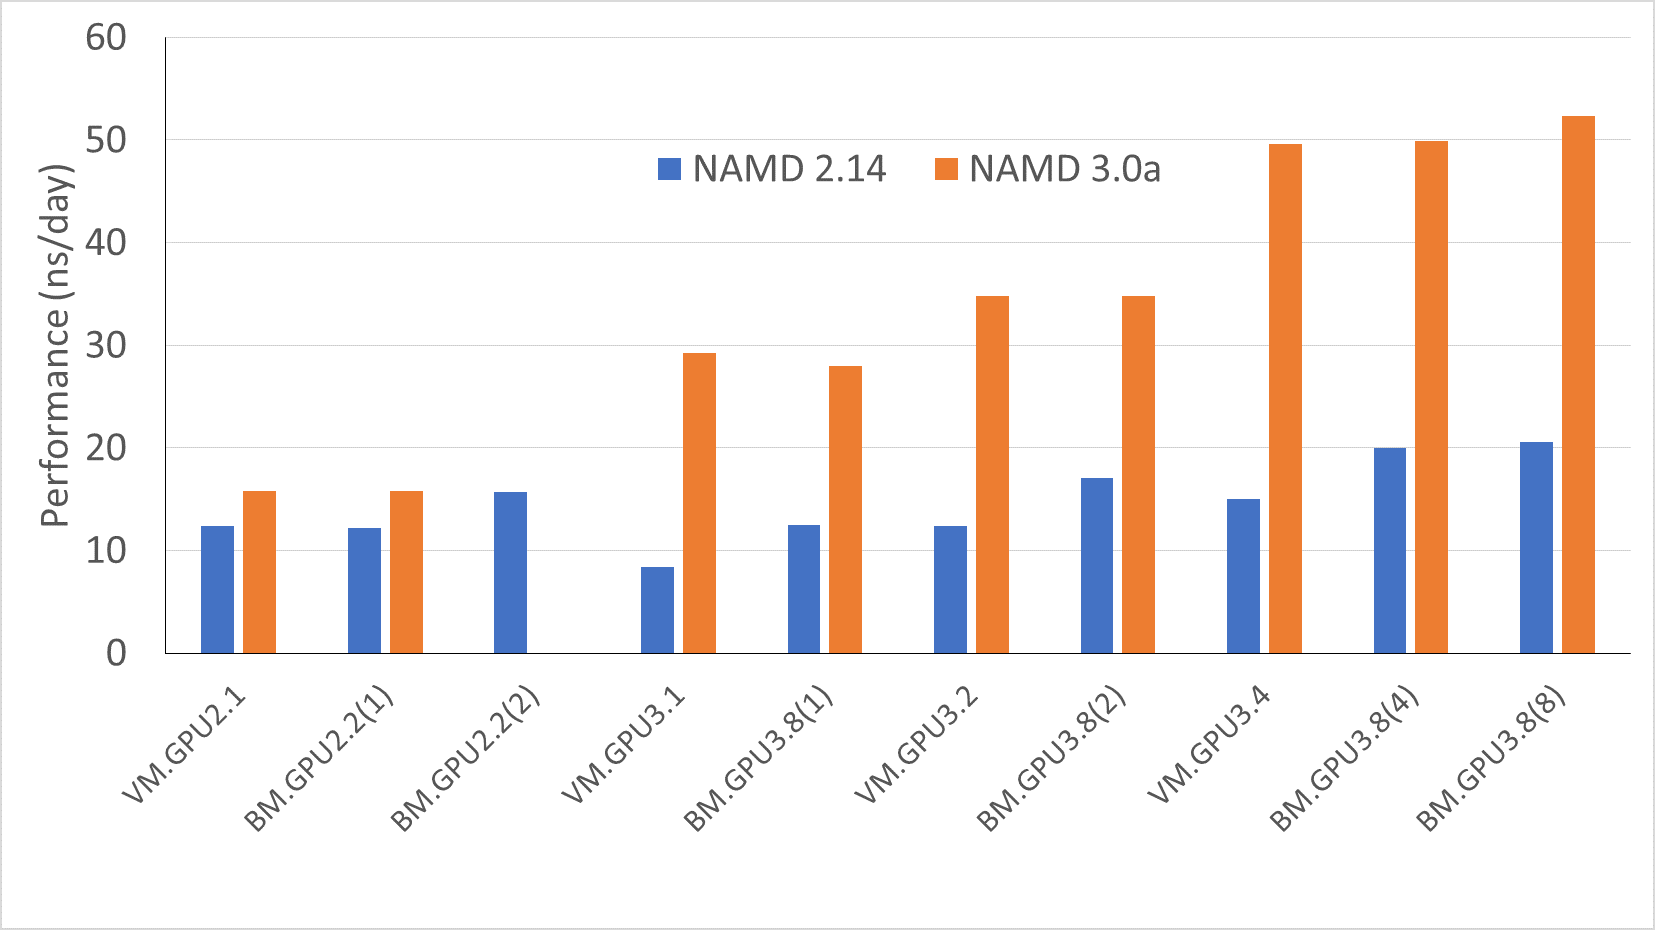 60
50
40
30
20
10
0
Performance (ns/day)
NAMD 2.14
NAMD 3.0a
VM.GPU2.1
BM.GPU2.2(1)
BM.GPU2.2(2)
VM.GPU3.1
BM.GPU3.8(1)
VM.GPU3.2
BM.GPU3.8(2)
VM.GPU3.4
BM.GPU3.8(4)
BM.GPU3.8(8)